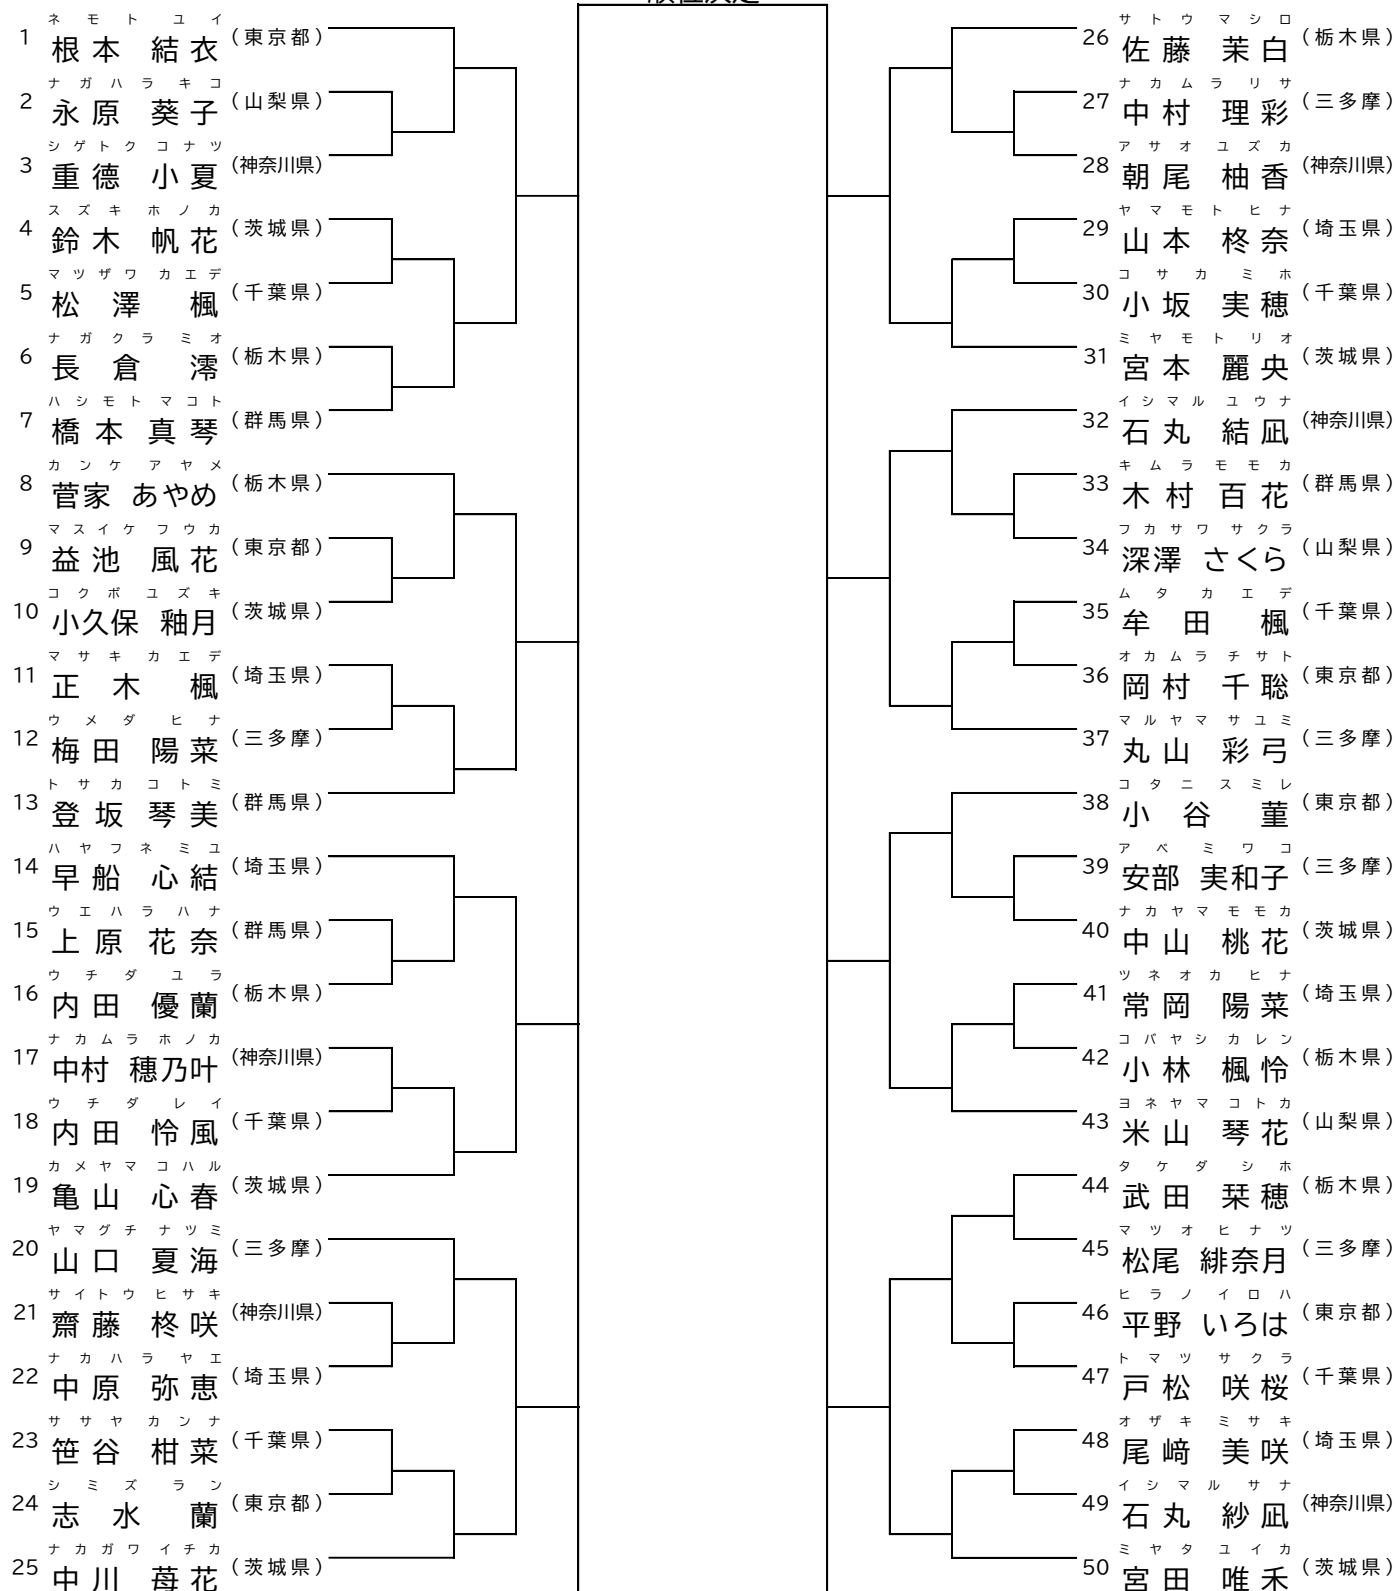 ネモト ユイ
1 根本 結衣 (東京都)
ナガハラ キコ
2 永原 葵子 (山梨県)
シゲトク コナツ
3 重德 小夏 (神奈川県)
スズキ ホノカ
4 鈴木 帆花 (茨城県)
マツザワ カエデ
5 松澤 楓 (千葉県)
ナガクラ ミオ
6 長倉 澪 (栃木県)
ハシモト マコト
7 橋本 真琴 (群馬県)
カンケ アヤメ
8 菅家 あやめ (栃木県)
マスイケ フウカ
9 益池 風花 (東京都)
コクボ ユズキ
10 小久保 釉月 (茨城県)
マサキ カエデ
11 正木 楓 (埼玉県)
ウメダ ヒナ
12 梅田 陽菜 (三多摩)
トサカ コトミ
13 登坂 琴美 (群馬県)
ハヤフネ ミユ
14 早船 心結 (埼玉県)
ウエハラ ハナ
15 上原 花奈 (群馬県)
ウチダ ユラ
16 内田 優蘭 (栃木県)
ナカムラ ホノカ
17 中村 穂乃叶 (神奈川県)
ウチダ レイ
18 内田 怜風 (千葉県)
カメヤマ コハル
19 亀山 心春 (茨城県)
ヤマグチ ナツミ
20 山口 夏海 (三多摩)
サイトウ ヒサキ
21 齋藤 柊咲 (神奈川県)
ナカハラ ヤエ
22 中原 弥恵 (埼玉県)
ササヤ カンナ
23 笹谷 柑菜 (千葉県)
シミズ ラン
24 志水 蘭 (東京都)
ナカガワ イチカ
25 中川 苺花 (茨城県)
サトウ マシロ
26 佐藤 茉白 (栃木県)
ナカムラ リサ
27 中村 理彩 (三多摩)
アサオ ユズカ
28 朝尾 柚香 (神奈川県)
ヤマモト ヒナ
29 山本 柊奈 (埼玉県)
コサカ ミホ
30 小坂 実穂 (千葉県)
ミヤモト リオ
31 宮本 麗央 (茨城県)
イシマル ユウナ
32 石丸 結凪 (神奈川県)
キムラ モモカ
33 木村 百花 (群馬県)
フカサワ サクラ
34 深澤 さくら (山梨県)
ムタ カエデ
35 牟田 楓 (千葉県)
オカムラ チサト
36 岡村 千聡 (東京都)
マルヤマ サユミ
37 丸山 彩弓 (三多摩)
コタニ スミレ
38 小谷 菫 (東京都)
アベ ミワコ
39 安部 実和子 (三多摩)
ナカヤマ モモカ
40 中山 桃花 (茨城県)
ツネオカ ヒナ
41 常岡 陽菜 (埼玉県)
コバヤシ カレン
42 小林 楓怜 (栃木県)
ヨネヤマ コトカ
43 米山 琴花 (山梨県)
タケダ シホ
44 武田 栞穂 (栃木県)
マツオ ヒナツ
45 松尾 緋奈月 (三多摩)
ヒラノ イロハ
46 平野 いろは (東京都)
トマツ サクラ
47 戸松 咲桜 (千葉県)
オザキ ミサキ
48 尾﨑 美咲 (埼玉県)
イシマル サナ
49 石丸 紗凪 (神奈川県)
ミヤタ ユイカ
50 宮田 唯禾 (茨城県)